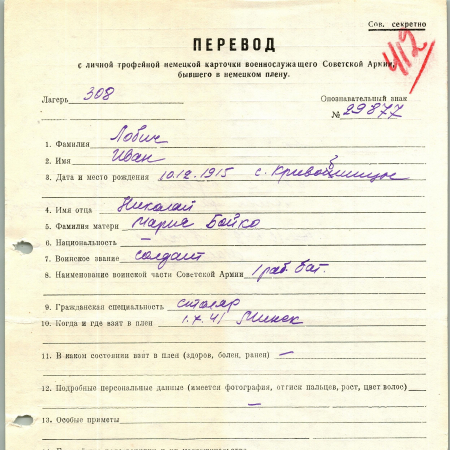 Сов. секретно
412
ПЕРЕВОД
с личной трофейной немецкой карточки военнослужащего Советской Армии,
бывшего в немецком плену.
Лагерь 308
Опознавательный знак
№ 29877
1. Фамилия Лобич
2. Имя Иван
3. Дата и место рождения 10.12.1915 с.
4. Имя отца Николай
5. Фамилия матери Мария Бойко
6. Национальность —
7. Воинское звание солдат
8. Наименование воинской части Советской Армии 1 раб. бат.
9. Гражданская специальность столяр
10. Когда и где взят в плен 1.7.41 Минск
11. В каком состоянии взят в плен (здоров, болен, ранен) —
12. Подробные персональные данные (имеется фотография, оттиск пальцев, рост, цвет волос)
—
13. Особые приметы